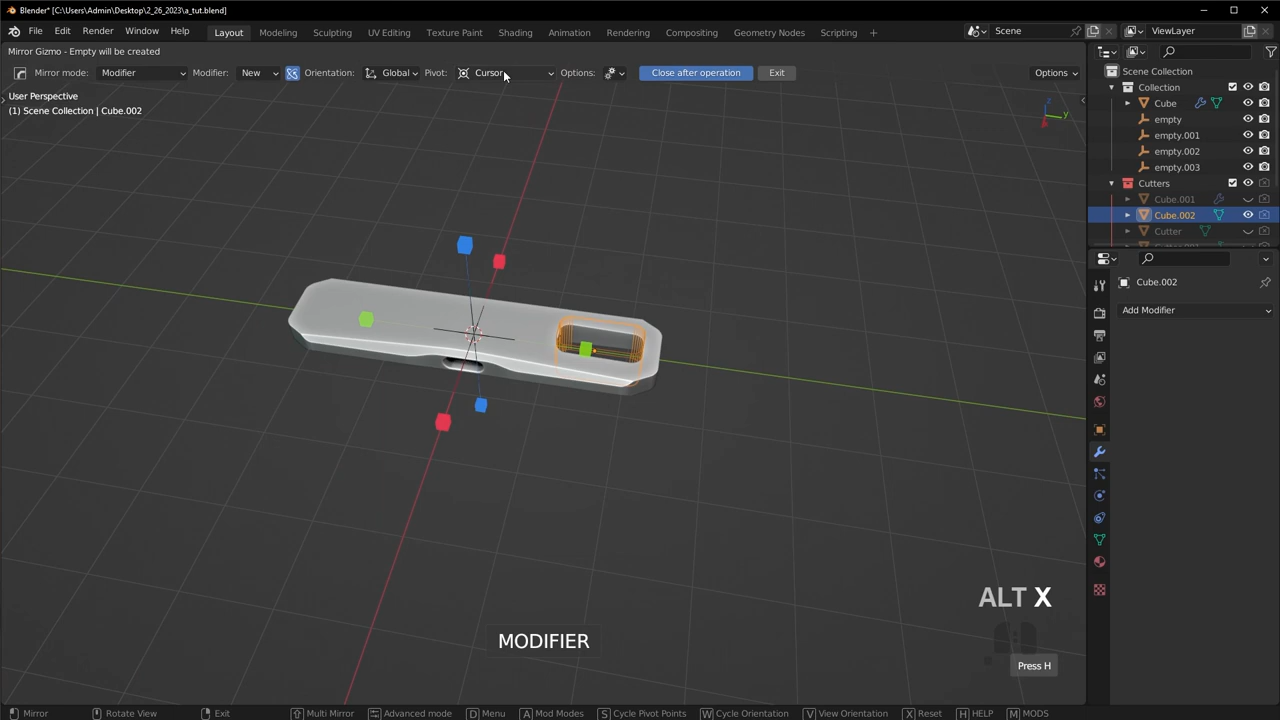 Blender* [C:\Users\Admin\Desktop\2_26_2023\a_tut.blend]
File Edit Render Window Help Layout Modeling Sculpting UV Editing Texture Paint Shading Animation Rendering Compositing Geometry Nodes Scripting + Scene ViewLayer
Mirror Gizmo - Empty will be created
Mirror mode: Modifier Modifier: New Orientation: Global Pivot: Cursor Options: Close after operation Exit Options
User Perspective
(1) Scene Collection | Cube.002
Z
Y
Scene Collection
Collection
Cube
empty
empty.001
empty.002
empty.003
Cutters
Cube.001
Cube.002
Cutter
Cube.002
Add Modifier
ALT X
MODIFIER
Press H
Mirror Rotate View Exit Multi Mirror Advanced mode D Menu A Mod Modes S Cycle Pivot Points W Cycle Orientation V View Orientation X Reset H HELP M MODS